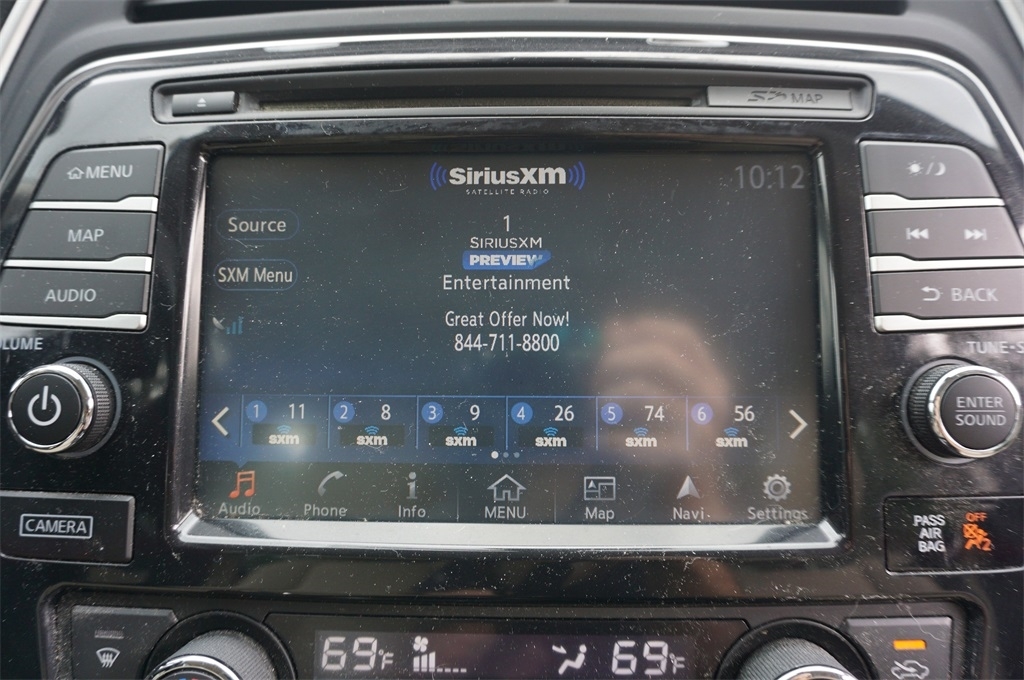 MAP
MENU
MAP
AUDIO
SiriusXM
SATELLITE RADIO
10:12
Source
SXM Menu
1
SIRIUSXM
PREVIEW
Entertainment
Great Offer Now!
844-711-8800
1 11 2 8 3 9 4 26 5 74 6 56
sxm sxm sxm sxm sxm sxm
Audio Phone Info MENU Map Navi Settings
BACK
ENTER
SOUND
CAMERA
PASS
AIR
BAG
OFF
2
69°F 69°F